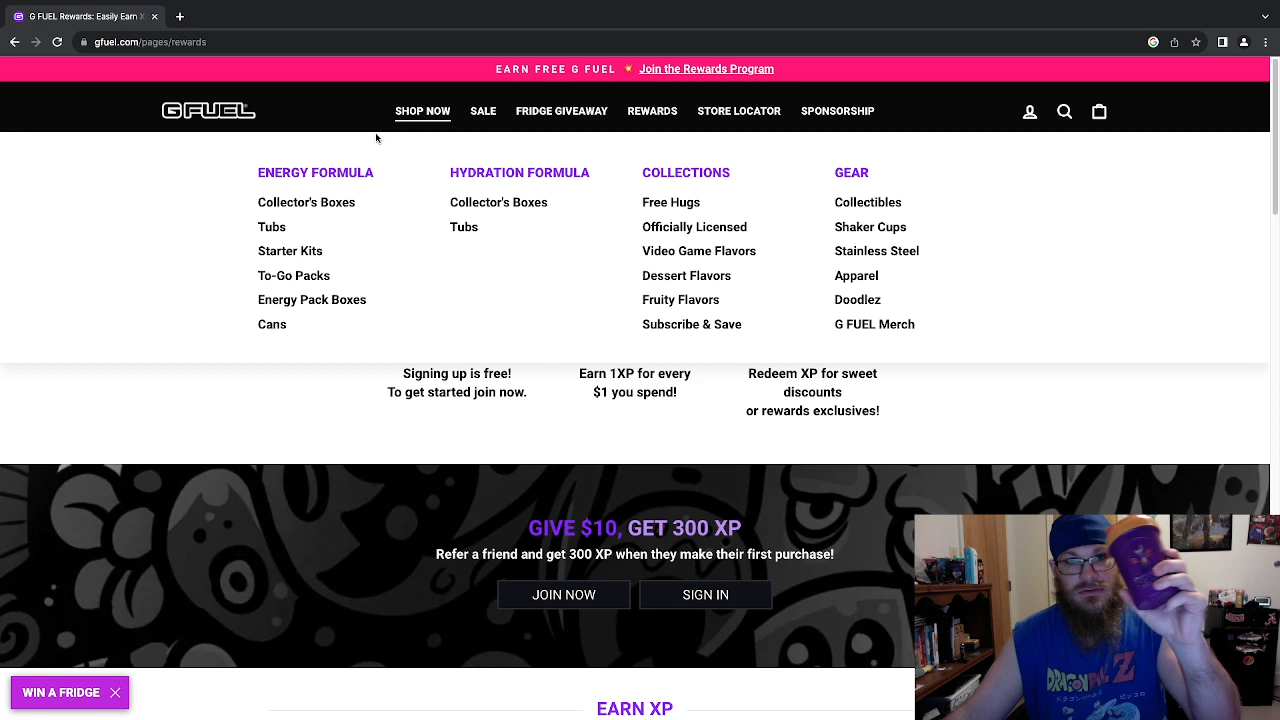 G FUEL Rewards: Easy Earn X
gfuel.com/pages/rewards
EARN FREE G FUEL 💥 Join the Rewards Program
G FUEL
SHOP NOW
SALE
FRIDGE GIVEAWAY
REWARDS
STORE LOCATOR
SPONSORSHIP
ENERGY FORMULA
Collector's Boxes
Tubs
Starter Kits
To-Go Packs
Energy Pack Boxes
Cans
HYDRATION FORMULA
Collector's Boxes
Tubs
COLLECTIONS
Free Hugs
Officially Licensed
Video Game Flavors
Dessert Flavors
Fruity Flavors
Subscribe & Save
GEAR
Collectibles
Shaker Cups
Stainless Steel
Apparel
Doodlez
G FUEL Merch
Signing up is free!
To get started join now.
Earn 1XP for every
$1 you spend!
Redeem XP for sweet
discounts
or rewards exclusives!
GIVE $10, GET 300 XP
Refer a friend and get 300 XP when they make their first purchase!
JOIN NOW
SIGN IN
WIN A FRIDGE
EARN XP
DRAGON BALL Z